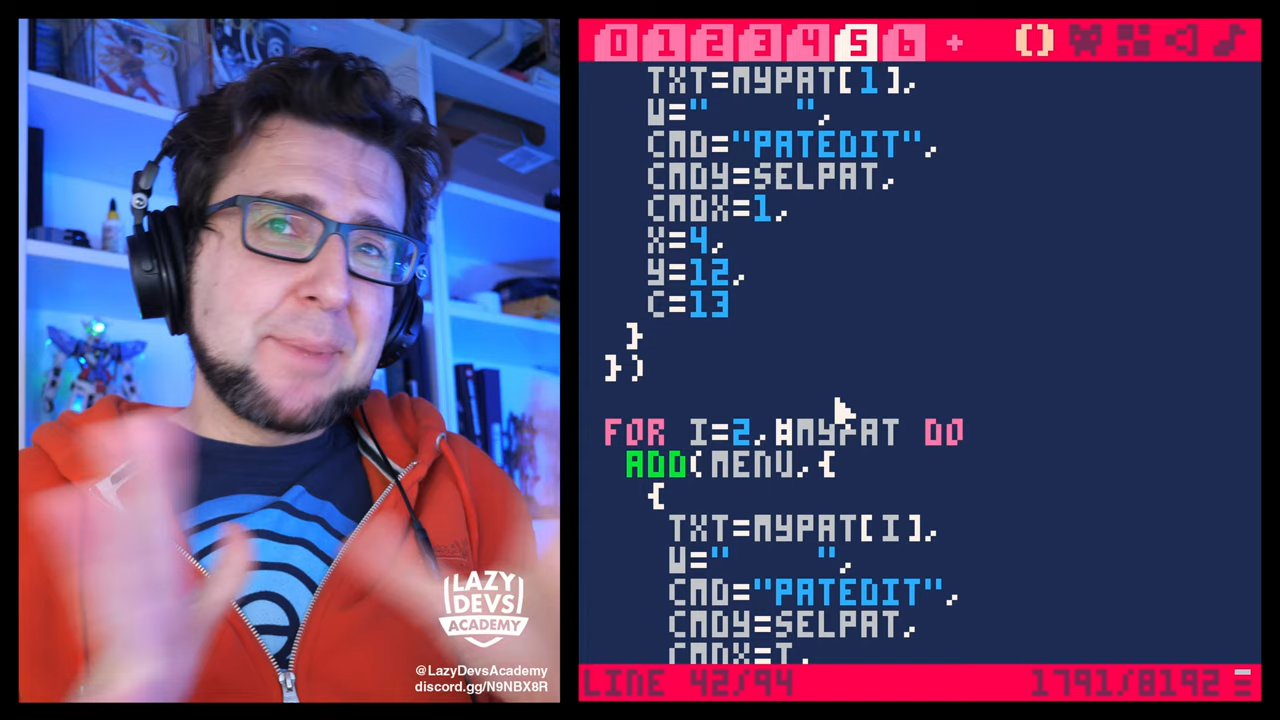 LAZY
DEVS
ACADEMY
@LazyDevsAcademy
discord.gg/N9NBX8R
0 1 2 3 4 5 6 +
TXT=MYPAT[1],
W="     ",
CMD="PATEDIT",
CMDY=SELPAT,
CMDX=1,
X=4,
Y=12,
C=13
}
})
FOR I=2,#MYPAT DO
ADD(MENU,{
{
TXT=MYPAT[I],
W="     ",
CMD="PATEDIT",
CMDY=SELPAT,
CMDX=I,
LINE 42/94
1791/8192